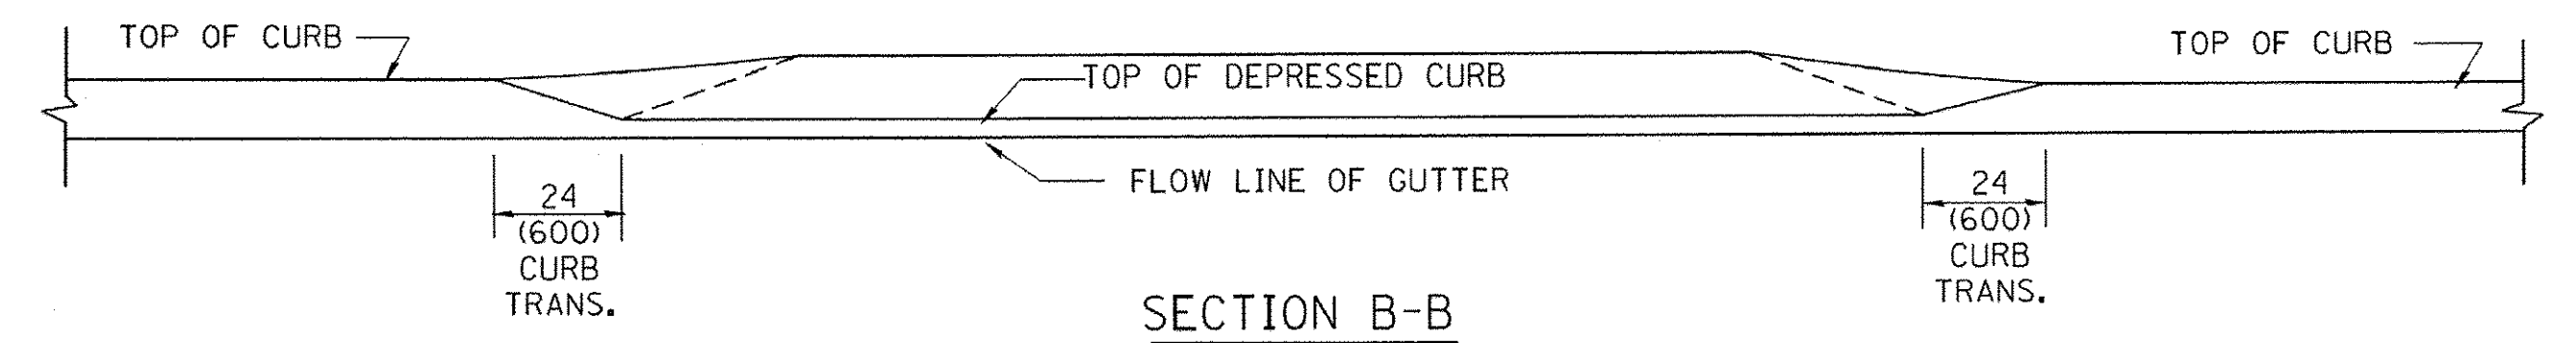 TOP OF CURB
TOP OF CURB
TOP OF DEPRESSED CURB
FLOW LINE OF GUTTER
24
(600)
CURB
TRANS.
24
(600)
CURB
TRANS.
SECTION B-B